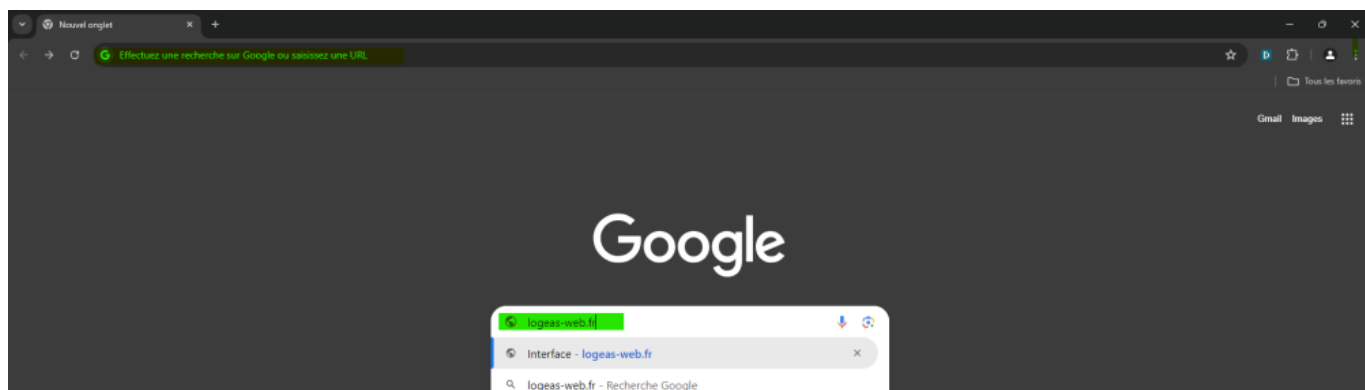 Nouvel onglet
Effectuez une recherche sur Google ou saisissez une URL
Tous les favoris
Gmail Images
Google
logeas-web.fr
Interface - logeas-web.fr
logeas-web.fr - Recherche Google